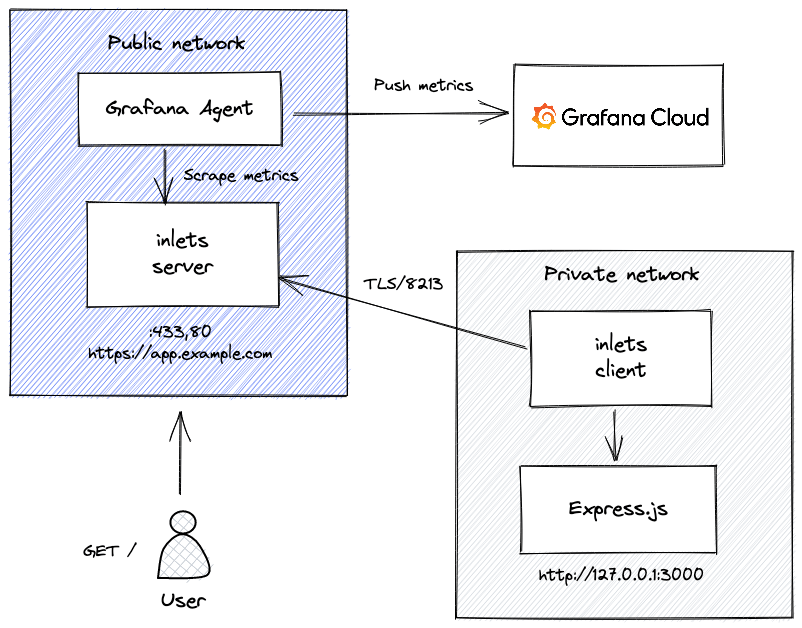 Public network
Grafana Agent
Push metrics
Grafana Cloud
Scrape metrics
inlets
server
TLS/8213
Private network
:433,80
https://app.example.com
inlets
client
Express.js
http://127.0.0.1:3000
GET /
User